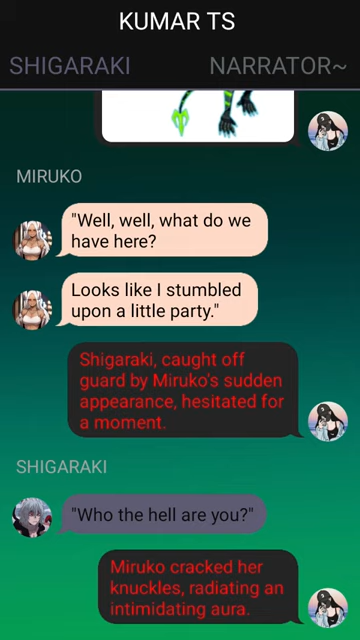 KUMAR TS
SHIGARAKI
NARRATOR~
MIRUKO
"Well, well, what do we
have here?
Looks like I stumbled
upon a little party."
Shigaraki, caught off
guard by Miruko's sudden
appearance, hesitated for
a moment.
SHIGARAKI
"Who the hell are you?"
Miruko cracked her
knuckles, radiating an
intimidating aura.